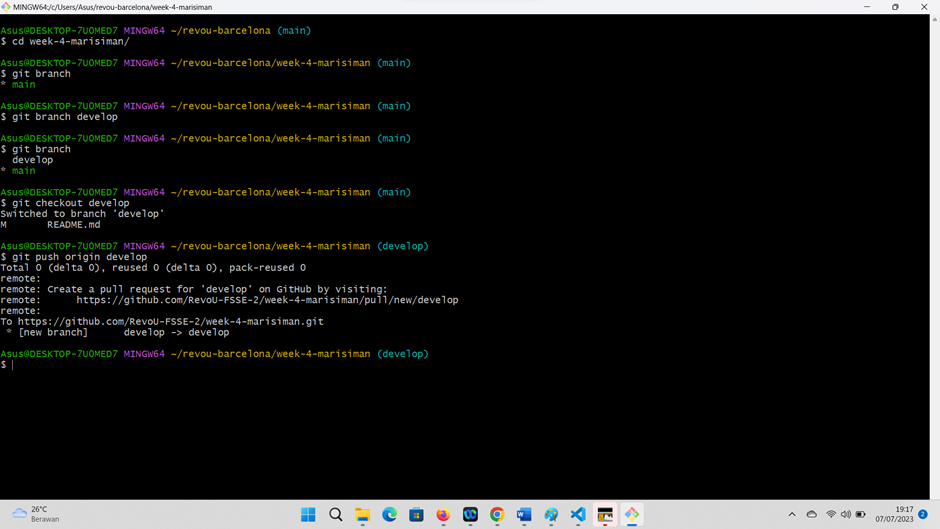 MINGW64:/c/Users/Asus/revou-barcelona/week-4-marisiman
Asus@DESKTOP-7U0MED7 MINGW64 ~/revou-barcelona (main)
$ cd week-4-marisiman/
Asus@DESKTOP-7U0MED7 MINGW64 ~/revou-barcelona/week-4-marisiman (main)
$ git branch
* main
Asus@DESKTOP-7U0MED7 MINGW64 ~/revou-barcelona/week-4-marisiman (main)
$ git branch develop
Asus@DESKTOP-7U0MED7 MINGW64 ~/revou-barcelona/week-4-marisiman (main)
$ git branch
develop
* main
Asus@DESKTOP-7U0MED7 MINGW64 ~/revou-barcelona/week-4-marisiman (main)
$ git checkout develop
Switched to branch 'develop'
M README.md
Asus@DESKTOP-7U0MED7 MINGW64 ~/revou-barcelona/week-4-marisiman (develop)
$ git push origin develop
Total 0 (delta 0), reused 0 (delta 0), pack-reused 0
remote:
remote: Create a pull request for 'develop' on GitHub by visiting:
remote: https://github.com/RevoU-FSSE-2/week-4-marisiman/pull/new/develop
remote:
To https://github.com/RevoU-FSSE-2/week-4-marisiman.git
* [new branch] develop -> develop
Asus@DESKTOP-7U0MED7 MINGW64 ~/revou-barcelona/week-4-marisiman (develop)
$
26°C
Berawan
19:17
07/07/2023
2